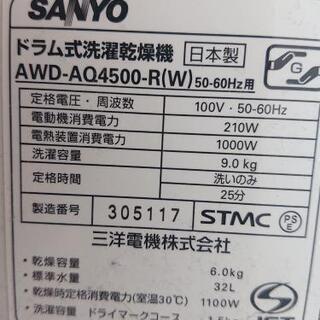 SANYO
ドラム式洗濯乾燥機 日本製
AWD-AQ4500-R(W) 50-60Hz用
G
定格電圧・周波数 100V・50-60Hz
電動機消費電力 210W
電熱装置消費電力 1000W
洗濯容量 9.0kg
定格時間 洗いのみ 25分
製造番号 305117 STMC PS E
三洋電機株式会社
・乾燥容量 6.0kg
・標準水量 32L
・乾燥時定格消費電力(室温30℃) 1100W
・洗濯容量 ドライマークコース 1.5kg